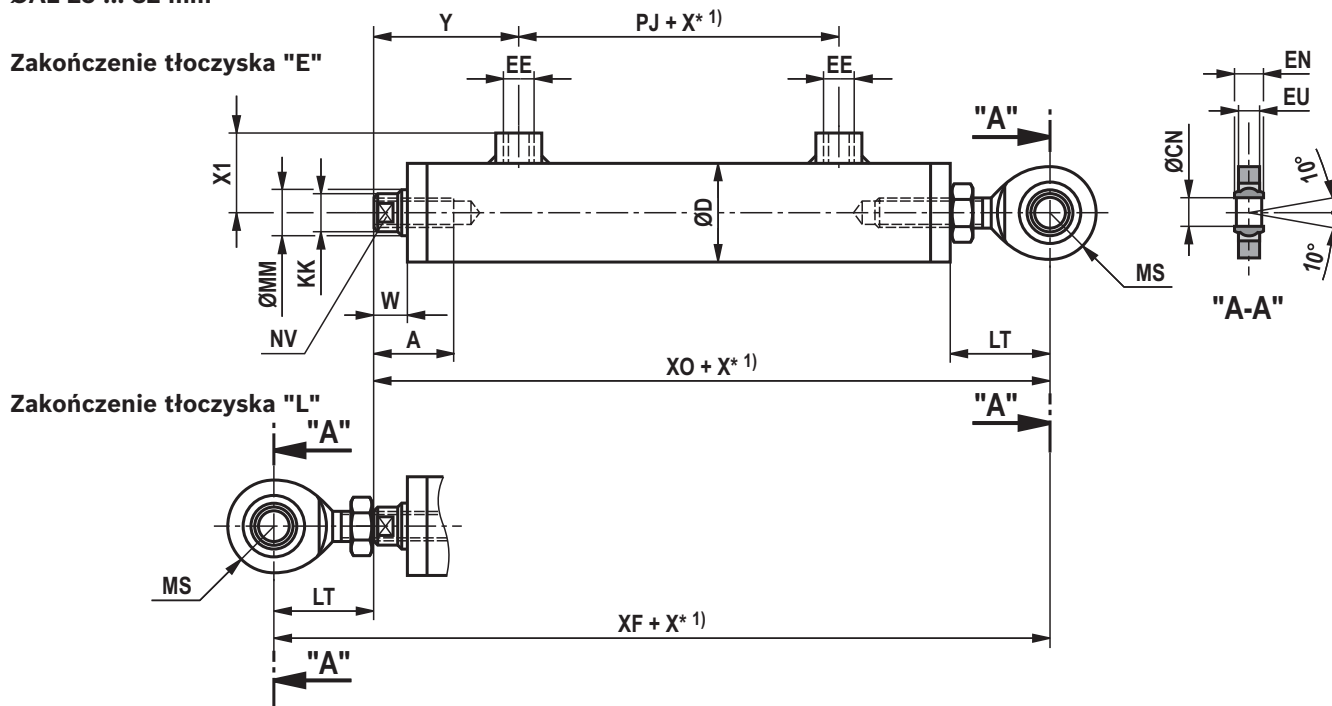 Y
PJ + X* 1)
Zakończenie tłoczyska "E"
EE
EE
EN
EU
"A"
X1
ØCN
10°
10°
ØD
ØMM
KK
MS
"A-A"
W
NV
A
LT
XO + X* 1)
Zakończenie tłoczyska "L"
"A"
"A"
MS
LT
XF + X* 1)
"A"